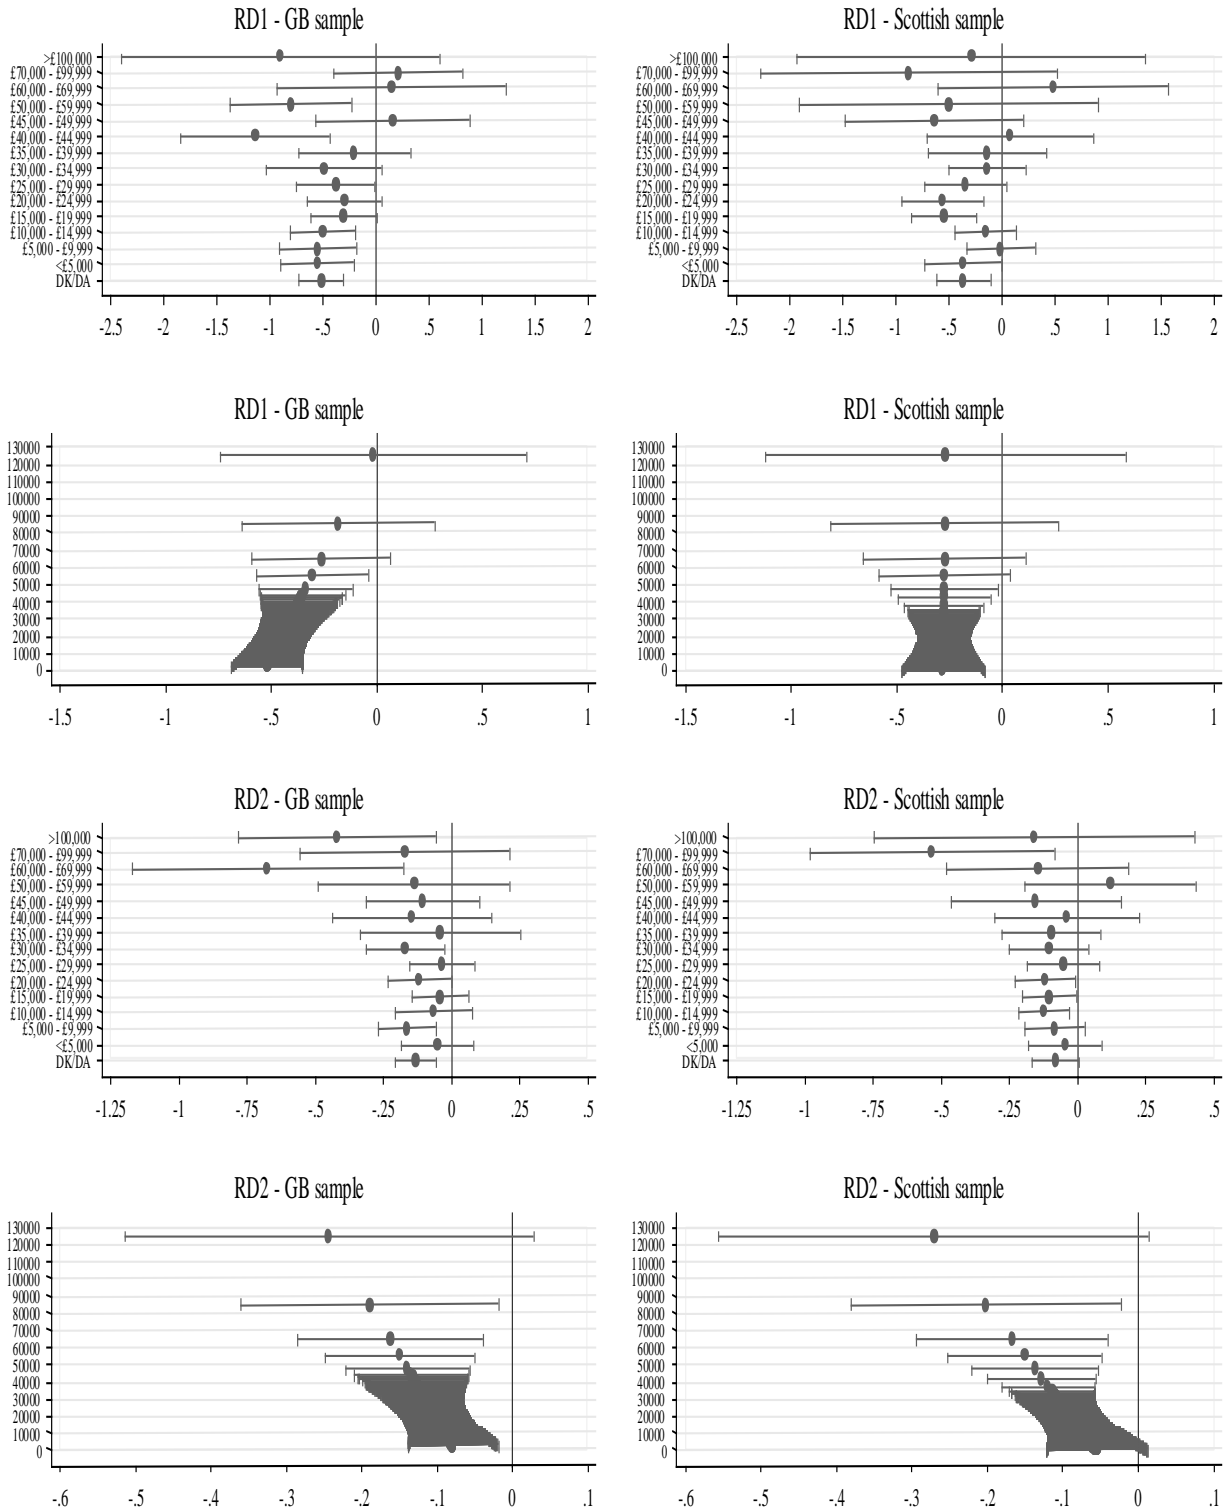 RD1 - GB sample
>£100,000
£70,000 - £99,999
£60,000 - £69,999
£50,000 - £59,999
£45,000 - £49,999
£40,000 - £44,999
£35,000 - £39,999
£30,000 - £34,999
£25,000 - £29,999
£20,000 - £24,999
£15,000 - £19,999
£10,000 - £14,999
£5,000 - £9,999
<£5,000
DK/DA
-2.5 -2 -1.5 -1 -.5 0 .5 1 1.5 2
RD1 - Scottish sample
>£100,000
£70,000 - £99,999
£60,000 - £69,999
£50,000 - £59,999
£45,000 - £49,999
£40,000 - £44,999
£35,000 - £39,999
£30,000 - £34,999
£25,000 - £29,999
£20,000 - £24,999
£15,000 - £19,999
£10,000 - £14,999
£5,000 - £9,999
<£5,000
DK/DA
-2.5 -2 -1.5 -1 -.5 0 .5 1 1.5 2
RD1 - GB sample
130000
120000
110000
100000
90000
80000
70000
60000
50000
40000
30000
20000
10000
0
-1.5 -1 -.5 0 .5 1
RD1 - Scottish sample
130000
120000
110000
100000
90000
80000
70000
60000
50000
40000
30000
20000
10000
0
-1.5 -1 -.5 0 .5 1
RD2 - GB sample
>100,000
£70,000 - £99,999
£60,000 - £69,999
£50,000 - £59,999
£45,000 - £49,999
£40,000 - £44,999
£35,000 - £39,999
£30,000 - £34,999
£25,000 - £29,999
£20,000 - £24,999
£15,000 - £19,999
£10,000 - £14,999
£5,000 - £9,999
<£5,000
DK/DA
-1.25 -1 -.75 -.5 -.25 0 .25 .5
RD2 - Scottish sample
>100,000
£70,000 - £99,999
£60,000 - £69,999
£50,000 - £59,999
£45,000 - £49,999
£40,000 - £44,999
£35,000 - £39,999
£30,000 - £34,999
£25,000 - £29,999
£20,000 - £24,999
£15,000 - £19,999
£10,000 - £14,999
£5,000 - £9,999
<5,000
DK/DA
-1.25 -1 -.75 -.5 -.25 0 .25 .5
RD2 - GB sample
130000
120000
110000
100000
90000
80000
70000
60000
50000
40000
30000
20000
10000
0
-.6 -.5 -.4 -.3 -.2 -.1 0 .1
RD2 - Scottish sample
130000
120000
110000
100000
90000
80000
70000
60000
50000
40000
30000
20000
10000
0
-.6 -.5 -.4 -.3 -.2 -.1 0 .1